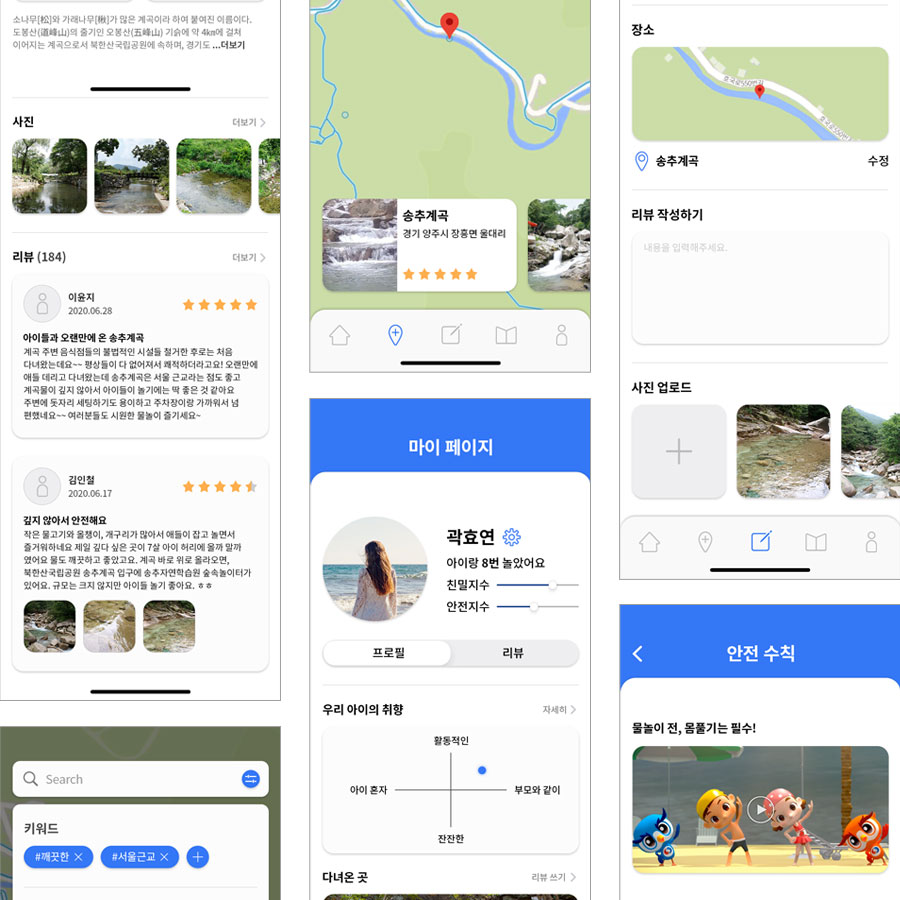 소나무[松]와 가래나무[楸]가 많은 계곡이라 하여 붙여진 이름이다.
도봉산(道峰山)의 줄기인 오봉산(五峰山) 기슭에 약 4㎞에 걸쳐
이어지는 계곡으로서 북한산국립공원에 속하며, 경기도 ...더보기
사진
더보기
리뷰 (184)
더보기
이윤지
2020.06.28
아이들과 오랜만에 온 송추계곡
계곡 주변 음식점들의 불법적인 시설들 철거한 후로는 처음
다녀왔는데요~~ 평상들이 다 없어져서 쾌적하더라고요! 오랜만에
애들 데리고 다녀왔는데 송추계곡은 서울 근교라는 점도 좋고
계곡물이 깊지 않아서 아이들이 놀기에는 딱 좋은 것 같아요
주변에 돗자리 세팅하기도 용이하고 주차장이랑 가까워서 넘
편했네요~~ 여러분들도 시원한 물놀이 즐기세요~
김인철
2020.06.17
깊지 않아서 안전해요
작은 물고기와 올챙이, 개구리가 많아서 애들이 잡고 놀면서
즐거워하네요 제일 깊다 싶은 곳이 7살 아이 허리에 올까 말까
였어요 물도 깨끗하고 좋았고요. 계곡 바로 위로 올라오면,
북한산국립공원 송추계곡 입구에 송추자연학습원 숲속놀이터가
있어요. 규모는 크지 않지만 아이들 놀기 좋아요. ㅎㅎ
Search
키워드
#깨끗한
#서울근교
송추계곡
경기 양주시 장흥면 울대리
마이 페이지
곽효연
아이랑 8번 놀았어요
친밀지수
안전지수
프로필
리뷰
우리 아이의 취향
자세히
활동적인
아이 혼자
부모와 같이
잔잔한
다녀온 곳
리뷰 쓰기
장소
호국로550번길
호국로550번길
송추계곡
수정
리뷰 작성하기
내용을 입력해주세요.
사진 업로드
안전 수칙
물놀이 전, 몸풀기는 필수!